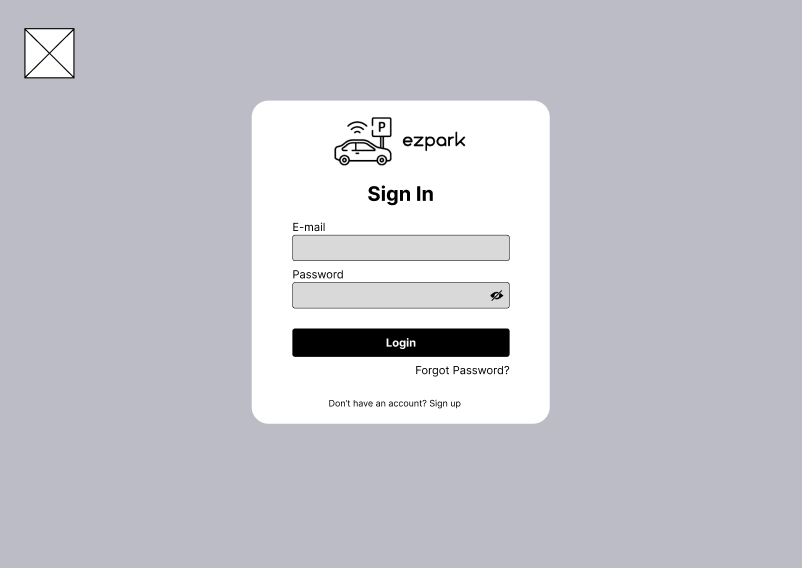 P
ezpark
Sign In
E-mail
Password
Login
Forgot Password?
Don't have an account? Sign up